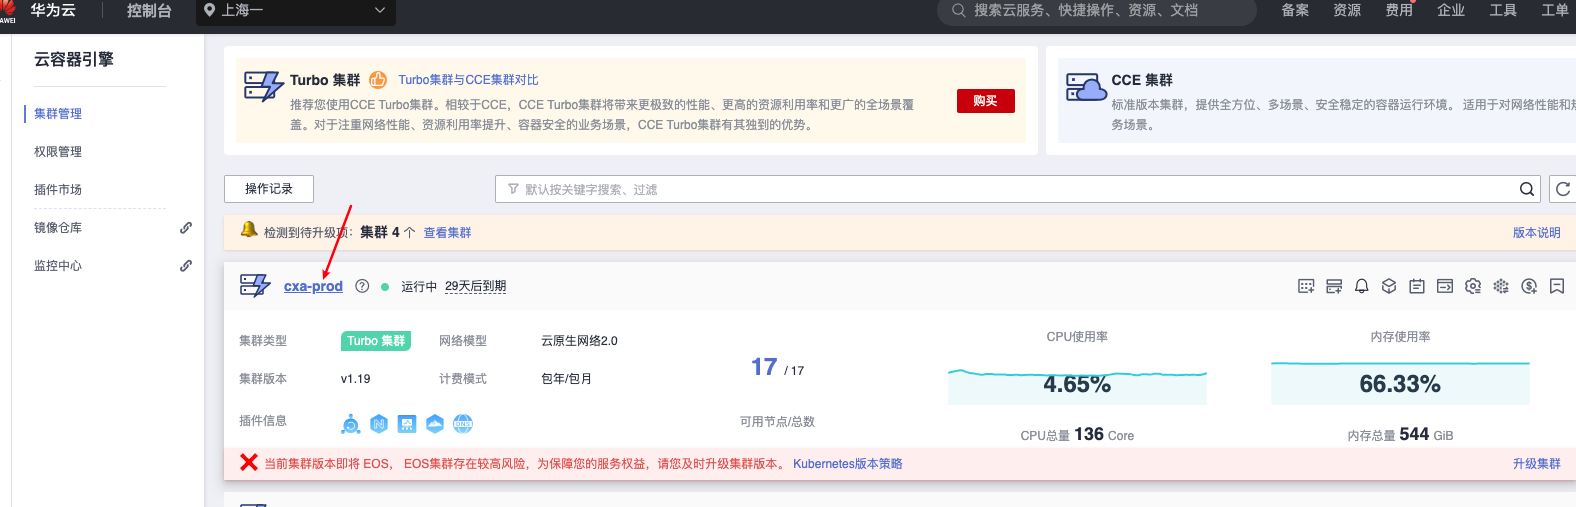 AWEI
华为云
控制台
上海一
搜索云服务、快捷操作、资源、文档
备案
资源
费用
企业
工具
工单
云容器引擎
集群管理
权限管理
插件市场
镜像仓库
监控中心
Turbo 集群
Turbo集群与CCE集群对比
推荐您使用CCE Turbo集群。相较于CCE，CCE Turbo集群将带来更极致的性能、更高的资源利用率和更广的全场景覆
盖。对于注重网络性能、资源利用率提升、容器安全的业务场景，CCE Turbo集群有其独到的优势。
购买
CCE 集群
标准版本集群，提供全方位、多场景、安全稳定的容器运行环境。 适用于对网络性能和规
务场景。
操作记录
默认按关键字搜索、过滤
检测到待升级项： 集群 4 个 查看集群
版本说明
cxa-prod
运行中
29天后到期
集群类型
Turbo 集群
网络模型
云原生网络2.0
集群版本
v1.19
计费模式
包年/包月
插件信息
DNS
17 / 17
可用节点/总数
CPU使用率
4.65%
CPU总量 136 Core
内存使用率
66.33%
内存总量 544 GiB
当前集群版本即将 EOS， EOS集群存在较高风险，为保障您的服务权益，请您及时升级集群版本。 Kubernetes版本策略
升级集群